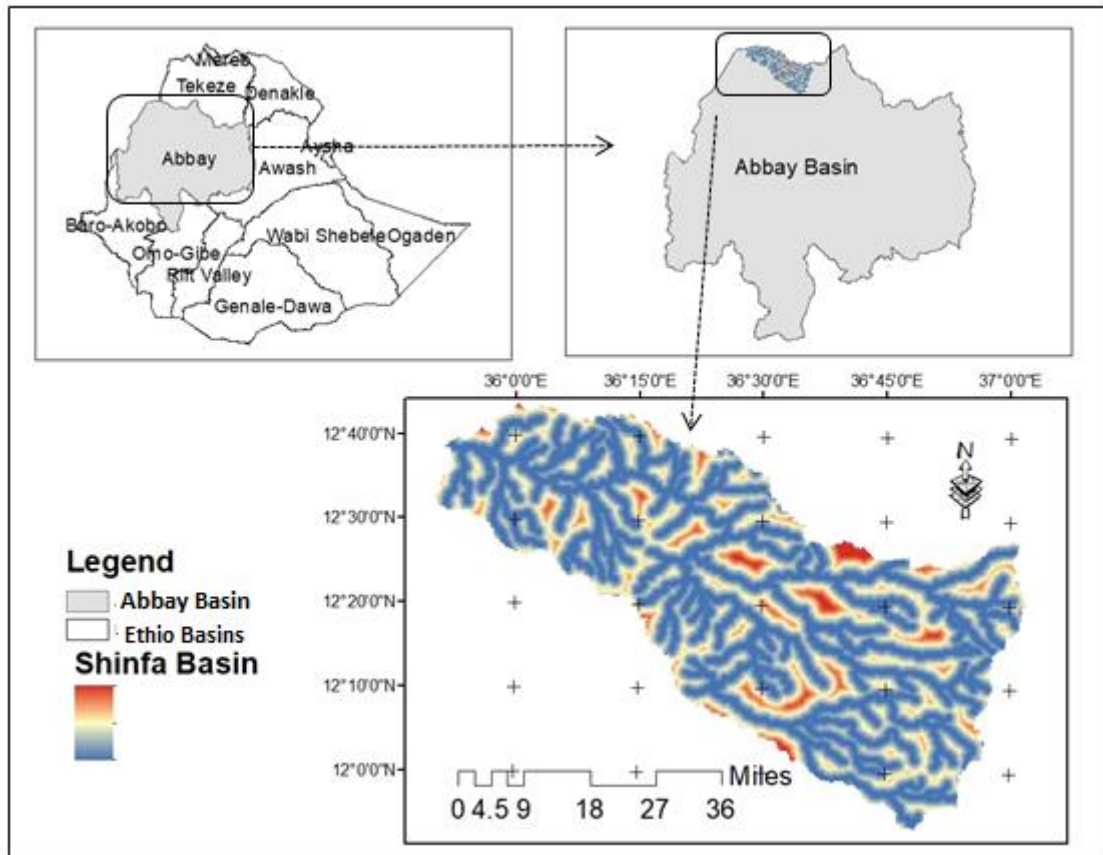 Mereb
Tekeze
Denakle
Abbay
Aysha
Awash
Baro-Akobo
Wabi Shebele
Ogaden
Omo-Gibe
Rift Valley
Genale-Dawa
Abbay Basin
36°0'0"E 36°15'0"E 36°30'0"E 36°45'0"E 37°0'0"E
12°40'0"N
12°30'0"N
12°20'0"N
12°10'0"N
12°0'0"N
N
Legend
Abbay Basin
Ethio Basins
Shinfa Basin
Miles
0 4.5 9 18 27 36